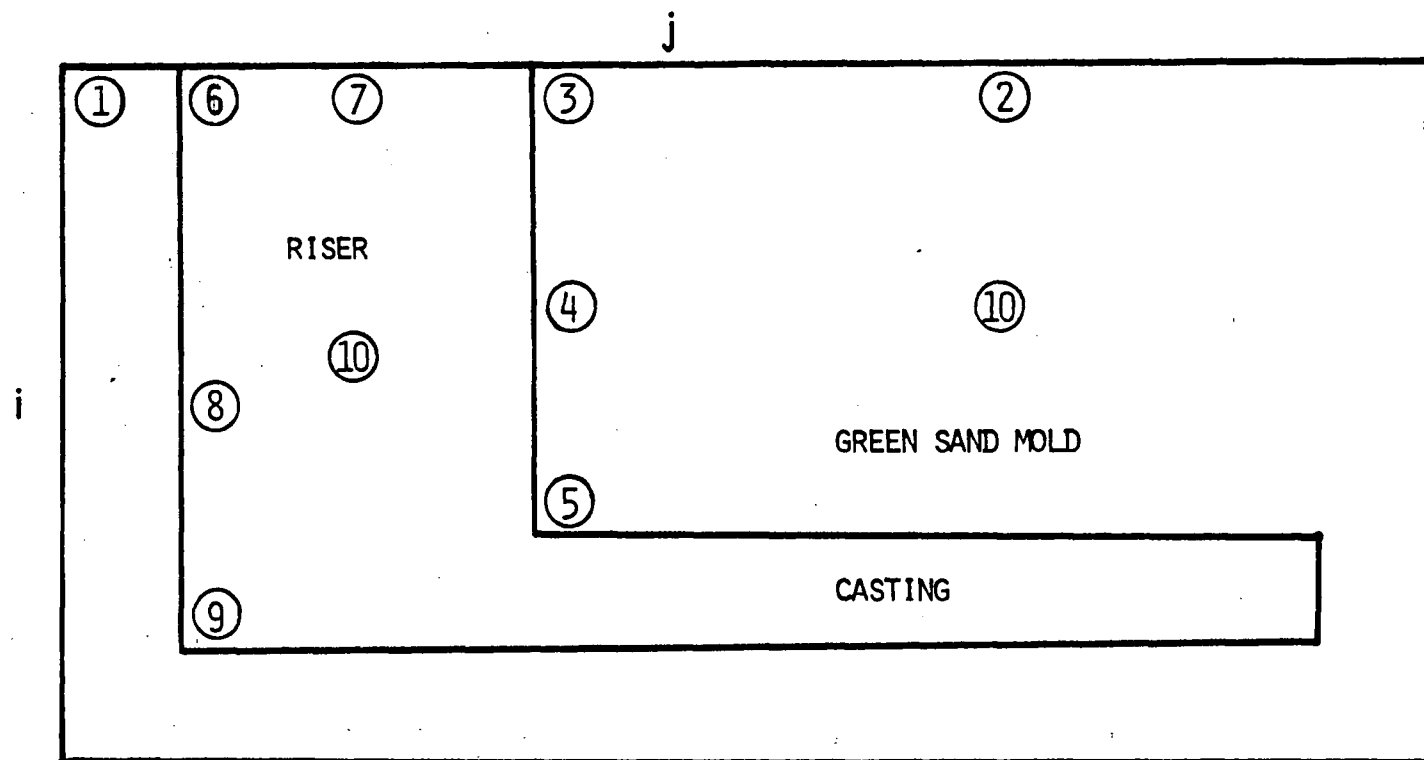 j
① ⑥ ⑦ ③ ②
RISER
④ ⑩
⑩
i
⑧
GREEN SAND MOLD
⑤
CASTING
⑨